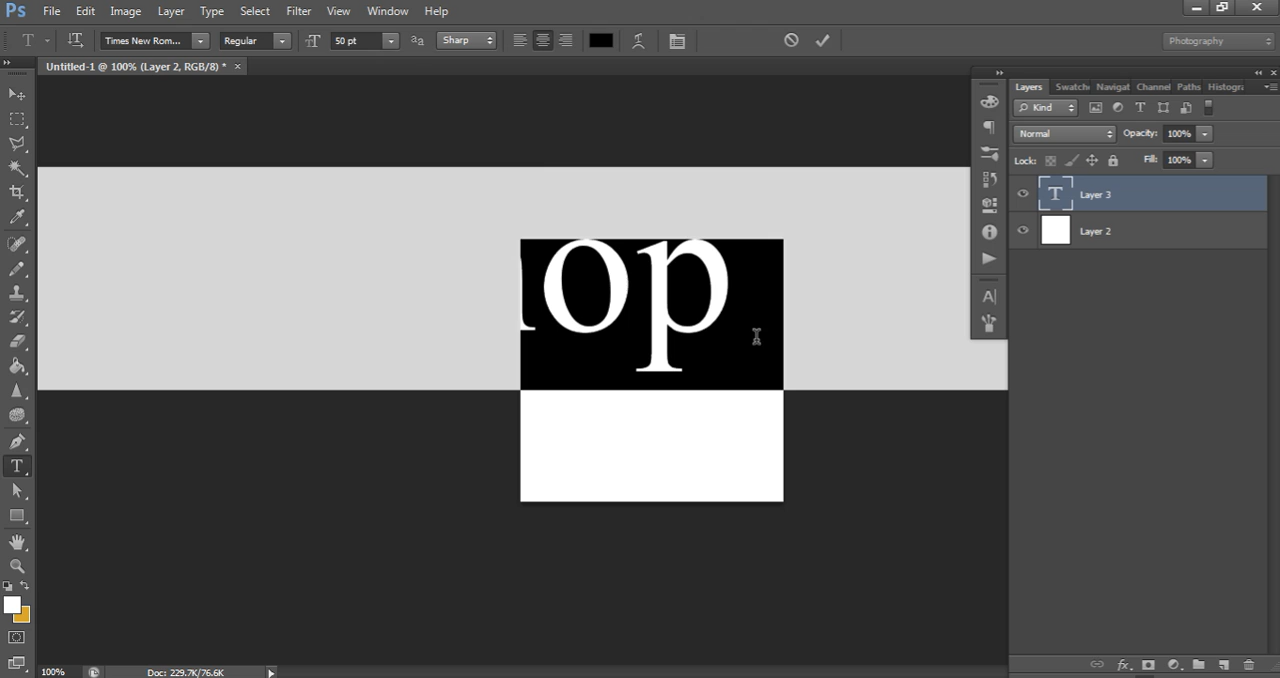 Ps File Edit Image Layer Type Select Filter View Window Help
T Times New Rom... Regular 50 pt aa Sharp Photography
Untitled-1 @ 100% (Layer 2, RGB/8) * ×
Layers Swatch Navigat Channel Paths Histogra
Kind
Normal Opacity: 100%
Lock: Fill: 100%
T Layer 3
Layer 2
op
100% Doc: 229.7K/76.6K